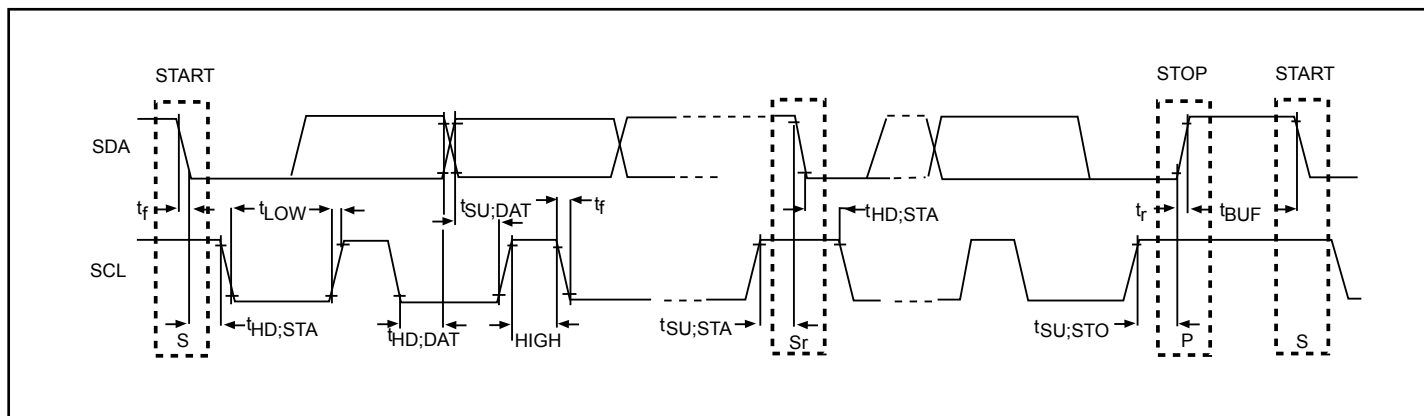 START STOP START
SDA
tf tLOW tSU;DAT tf tHD;STA tr tBUF
SCL
tHD;STA tHD;DAT HIGH tSU;STA tSU;STO
S Sr P S